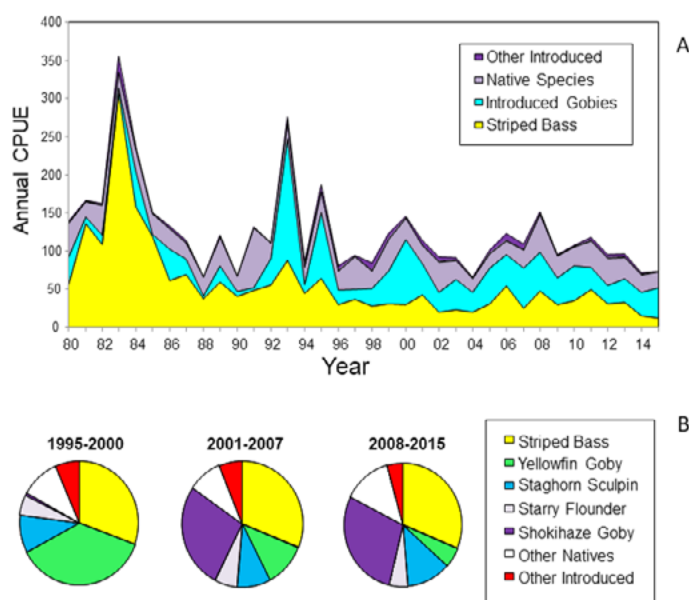 A
400
350
300
250
200
150
100
50
0
Annual CPUE
Other Introduced
Native Species
Introduced Gobies
Striped Bass
80 82 84 86 88 90 92 94 96 98 00 02 04 06 08 10 12 14
Year
B
1995-2000 2001-2007 2008-2015
Striped Bass
Yellowfin Goby
Staghorn Sculpin
Starry Flounder
Shokihaze Goby
Other Natives
Other Introduced